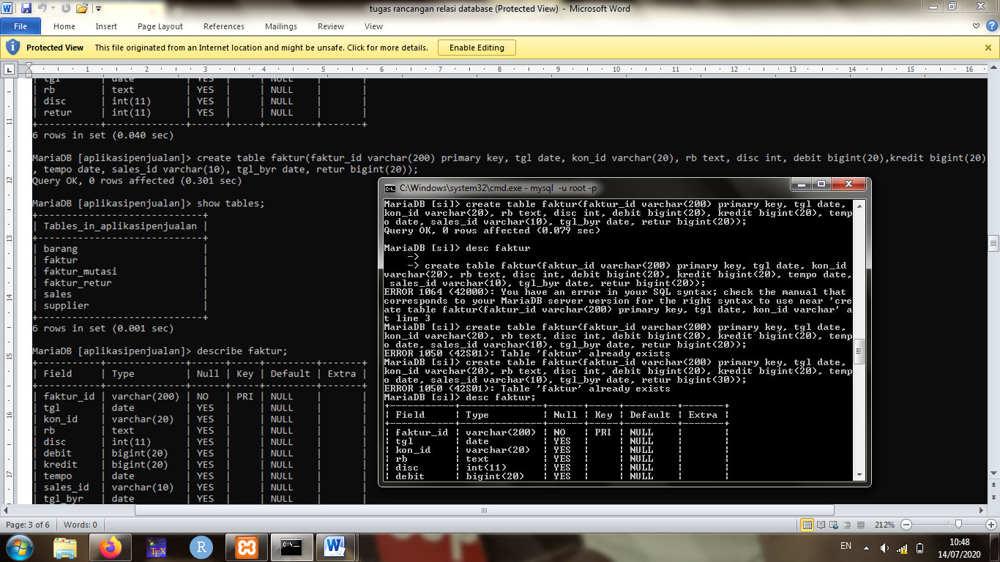 tugas rancangan relasi database (Protected View) - Microsoft Word
File Home Insert Page Layout References Mailings Review View
Protected View This file originated from an Internet location and might be unsafe. Click for more details. Enable Editing
1 2 3 4 5 6 7 8 9 10 11 12 13 14 15 16
| tgl | date | YES | | NULL | |
| rb | text | YES | | NULL | |
| disc | int(11) | YES | | NULL | |
| retur | int(11) | YES | | NULL | |
+-----------+-------------+------+-----+---------+-------+
6 rows in set (0.040 sec)
MariaDB [aplikasipenjualan]> create table faktur(faktur_id varchar(200) primary key, tgl date, kon_id varchar(20), rb text, disc int, debit bigint(20),kredit bigint(20)
, tempo date, sales_id varchar(10), tgl_byr date, retur bigint(20));
Query OK, 0 rows affected (0.301 sec)
MariaDB [aplikasipenjualan]> show tables;
+-----------------------------+
| Tables_in_aplikasipenjualan |
+-----------------------------+
| barang |
| faktur |
| faktur_mutasi |
| faktur_retur |
| sales |
| supplier |
+-----------------------------+
6 rows in set (0.001 sec)
MariaDB [aplikasipenjualan]> describe faktur;
+-----------+--------------+------+-----+---------+-------+
| Field | Type | Null | Key | Default | Extra |
+-----------+--------------+------+-----+---------+-------+
| faktur_id | varchar(200) | NO | PRI | NULL | |
| tgl | date | YES | | NULL | |
| kon_id | varchar(20) | YES | | NULL | |
| rb | text | YES | | NULL | |
| disc | int(11) | YES | | NULL | |
| debit | bigint(20) | YES | | NULL | |
| kredit | bigint(20) | YES | | NULL | |
| tempo | date | YES | | NULL | |
| sales_id | varchar(10) | YES | | NULL | |
| tgl_byr | date | YES | | NULL | |
11
12
13
14
15
16
17
C:\Windows\system32\cmd.exe - mysql -u root -p
MariaDB [si]> create table faktur(faktur_id varchar(200) primary key, tgl date,
kon_id varchar(20), rb text, disc int, debit bigint(20), kredit bigint(20), temp
o date, sales_id varchar(10), tgl_byr date, retur bigint(20));
Query OK, 0 rows affected (0.079 sec)
MariaDB [si]> desc faktur
->
-> create table faktur(faktur_id varchar(200) primary key, tgl date, kon_id
varchar(20), rb text, disc int, debit bigint(20), kredit bigint(20), tempo date,
sales_id varchar(10), tgl_byr date, retur bigint(20));
ERROR 1064 (42000): You have an error in your SQL syntax; check the manual that
corresponds to your MariaDB server version for the right syntax to use near 'cre
ate table faktur(faktur_id varchar(200) primary key, tgl date, kon_id varchar' a
t line 3
MariaDB [si]> create table faktur(faktur_id varchar(200) primary key, tgl date,
kon_id varchar(20), rb text, disc int, debit bigint(20), kredit bigint(20), temp
o date, sales_id varchar(10), tgl_byr date, retur bigint(20));
ERROR 1050 (42S01): Table 'faktur' already exists
MariaDB [si]> create table faktur(faktur_id varchar(200) primary key, tgl date,
kon_id varchar(20), rb text, disc int, debit bigint(20), kredit bigint(20), temp
o date, sales_id varchar(10), tgl_byr date, retur bigint(30));
ERROR 1050 (42S01): Table 'faktur' already exists
MariaDB [si]> desc faktur;
+-----------+--------------+------+-----+---------+-------+
| Field | Type | Null | Key | Default | Extra |
+-----------+--------------+------+-----+---------+-------+
| faktur_id | varchar(200) | NO | PRI | NULL | |
| tgl | date | YES | | NULL | |
| kon_id | varchar(20) | YES | | NULL | |
| rb | text | YES | | NULL | |
| disc | int(11) | YES | | NULL | |
| debit | bigint(20) | YES | | NULL | |
Page: 3 of 6 Words: 0 212%
EN 10:48
14/07/2020